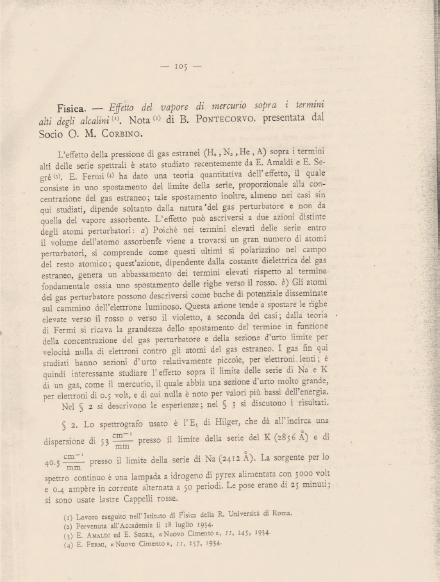 — 105 —
Fisica. — Effetto del vapore di mercurio sopra i termini
alti degli alcalini (1). Nota (2) di B. PONTECORVO, presentata dal
Socio O. M. CORBINO.
L'effetto della pressione di gas estranei (H₂, N₂, He, A) sopra i termini
alti delle serie spettrali è stato studiato recentemente da E. Amaldi e E. Se-
grè (3). E. Fermi (4) ha dato una teoria quantitativa dell'effetto, il quale
consiste in uno spostamento del limite della serie, proporzionale alla con-
centrazione del gas estraneo; tale spostamento inoltre, almeno nei casi sin
qui studiati, dipende soltanto dalla natura del gas perturbatore e non da
quella del vapore assorbente. L'effetto può ascriversi a due azioni distinte
degli atomi perturbatori: a) Poichè nei termini elevati delle serie entro
il volume dell'atomo assorbente viene a trovarsi un gran numero di atomi
perturbatori, si comprende come questi ultimi si polarizzino nel campo
del resto atomico; quest'azione, dipendente dalla costante dielettrica del gas
estraneo, genera un abbassamento dei termini elevati rispetto al termine
fondamentale ossia uno spostamento delle righe verso il rosso. b) Gli atomi
del gas perturbatore possono descriversi come buche di potenziale disseminate
sul cammino dell'elettrone luminoso. Questa azione tende a spostare le righe
elevate verso il rosso o verso il violetto, a seconda dei casi; dalla teoria
di Fermi si ricava la grandezza dello spostamento del termine in funzione
della concentrazione del gas perturbatore e della sezione d'urto limite per
velocità nulla di elettroni contro gli atomi del gas estraneo. I gas fin qui
studiati hanno sezioni d'urto relativamente piccole, per elettroni lenti; è
quindi interessante studiare l'effetto sopra il limite delle serie di Na e K
di un gas, come il mercurio, il quale abbia una sezione d'urto molto grande,
per elettroni di 0.5 volt, e di cui nulla è noto per valori più bassi dell'energia.
Nel § 2 si descrivono le esperienze; nel § 3 si discutono i risultati.
§ 2. Lo spettrografo usato è l'E₁ di Hilger, che dà all'incirca una
dispersione di 53 cm⁻¹/mm presso il limite della serie del K (2856 Å) e di
40.5 cm⁻¹/mm presso il limite della serie di Na (2412 Å). La sorgente per lo
spettro continuo è una lampada a idrogeno di pyrex alimentata con 3000 volt
e 0.4 ampère in corrente alternata a 50 periodi. Le pose erano di 25 minuti;
si sono usate lastre Cappelli rosse.
(1) Lavoro eseguito nell'Istituto di Fisica della R. Università di Roma.
(2) Pervenuta all'Accademia il 18 luglio 1934.
(3) E. AMALDI ed E. SEGRÈ, «Nuovo Cimento», 11, 145, 1934.
(4) E. FERMI, «Nuovo Cimento», 11, 157, 1934.